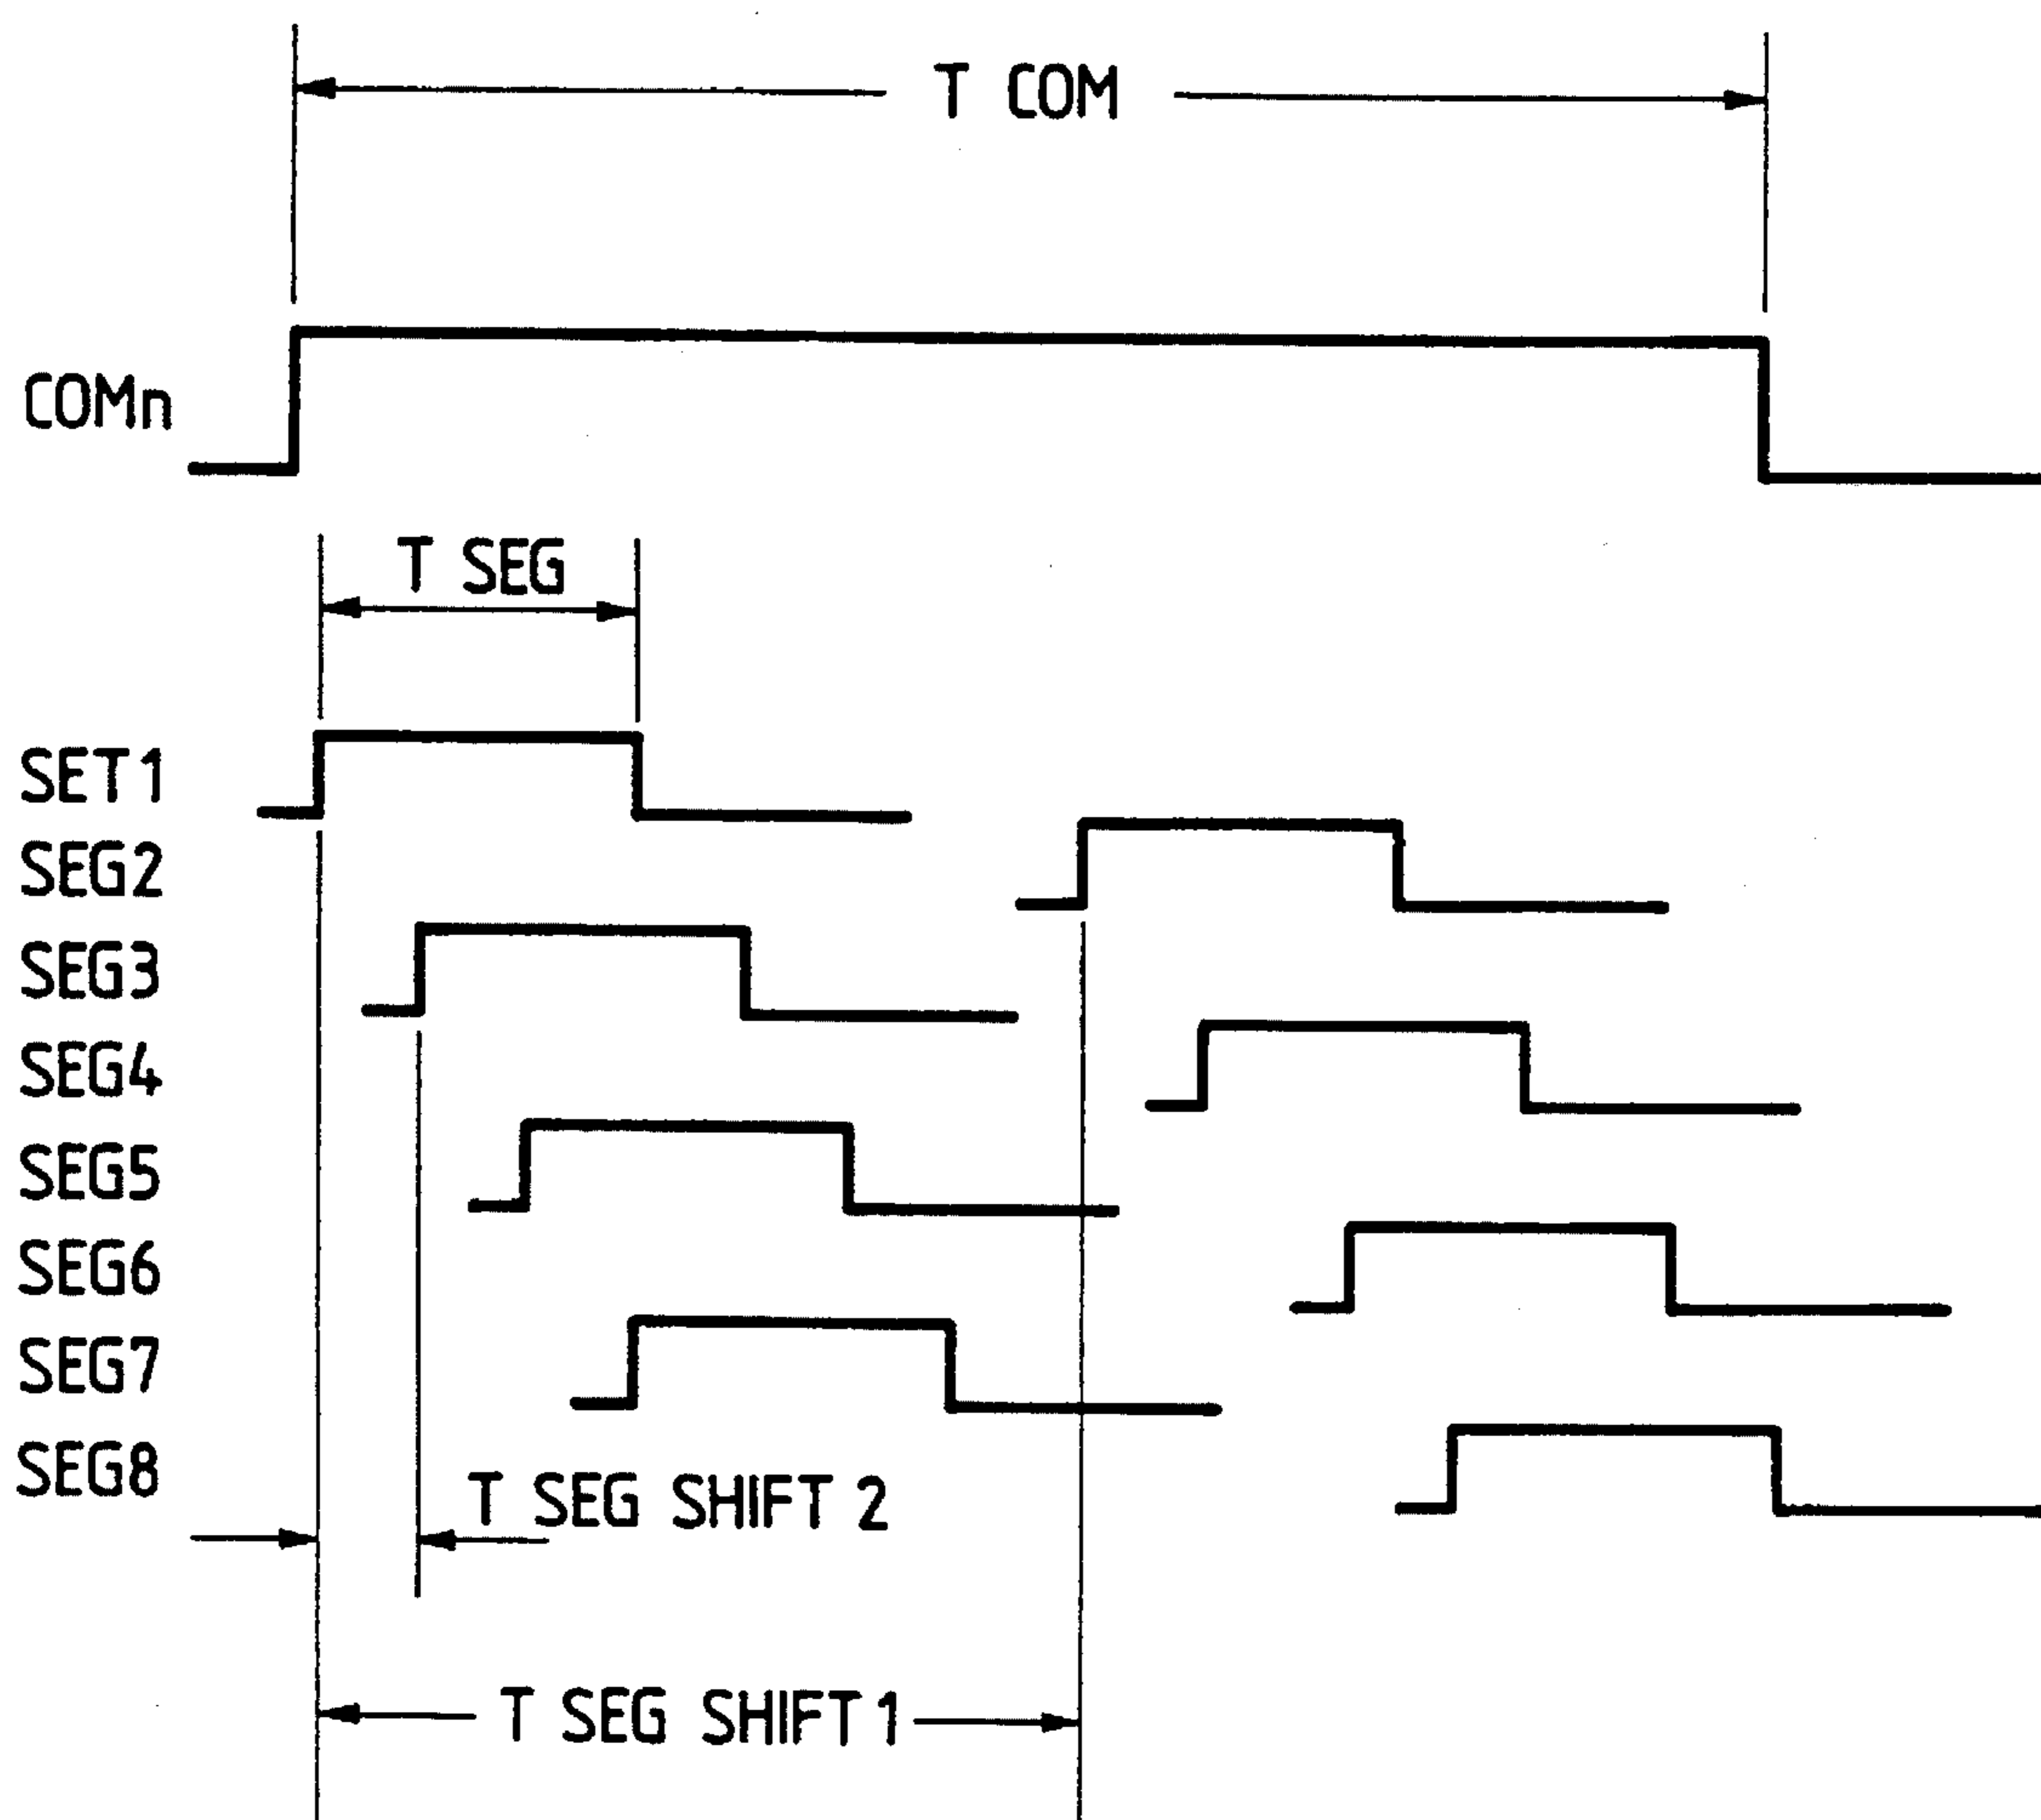 T COM
COMn
T SEG
SET1
SEG2
SEG3
SEG4
SEG5
SEG6
SEG7
SEG8
T SEG SHIFT 2
T SEG SHIFT 1